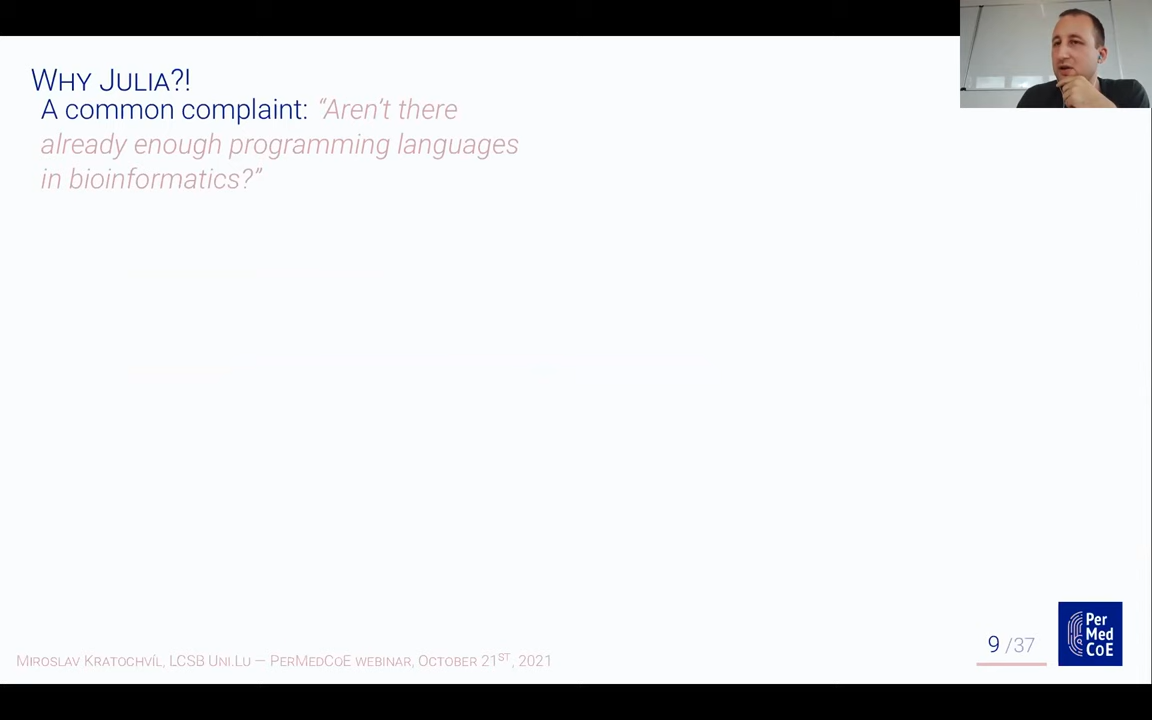 Why Julia?!
A common complaint: “Aren’t there
already enough programming languages
in bioinformatics?”
Miroslav Kratochvíl, LCSB Uni.Lu — PerMedCoE webinar, October 21st, 2021
9 /37
Per
Med
CoE